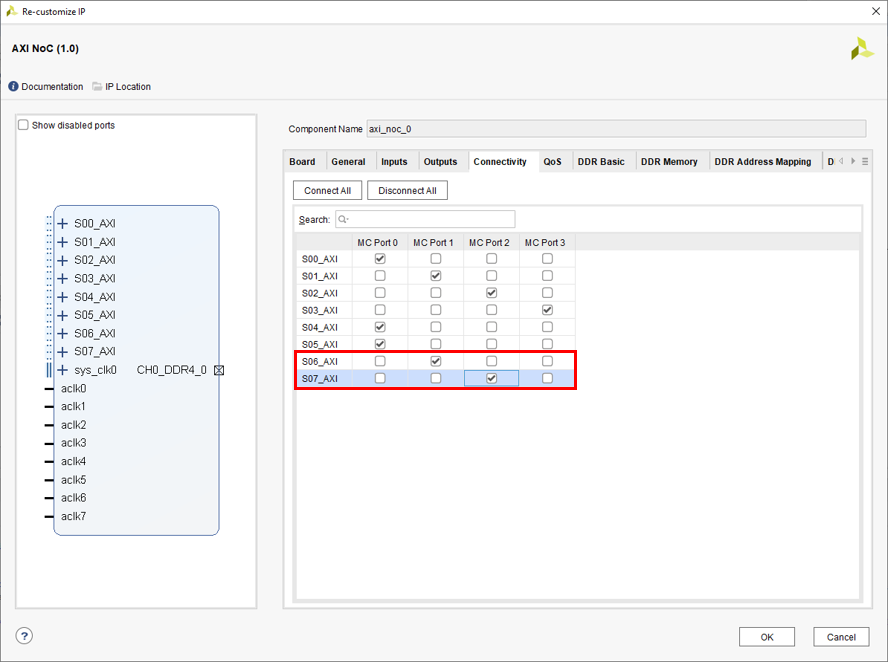 Re-customize IP
AXI NoC (1.0)
Documentation IP Location
Show disabled ports
S00_AXI
S01_AXI
S02_AXI
S03_AXI
S04_AXI
S05_AXI
S06_AXI
S07_AXI
sys_clk0 CH0_DDR4_0
aclk0
aclk1
aclk2
aclk3
aclk4
aclk5
aclk6
aclk7
Component Name axi_noc_0
Board General Inputs Outputs Connectivity QoS DDR Basic DDR Memory DDR Address Mapping D
Connect All Disconnect All
Search: Q-
MC Port 0 MC Port 1 MC Port 2 MC Port 3
S00_AXI
S01_AXI
S02_AXI
S03_AXI
S04_AXI
S05_AXI
S06_AXI
S07_AXI
?
OK Cancel